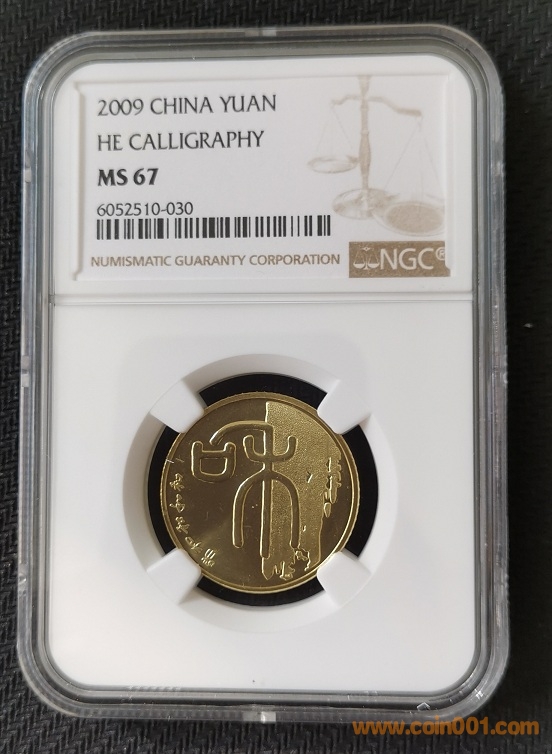 2009 CHINA YUAN
HE CALLIGRAPHY
MS 67
6052510-030
NUMISMATIC GUARANTY CORPORATION
NGC®
www.coin001.com